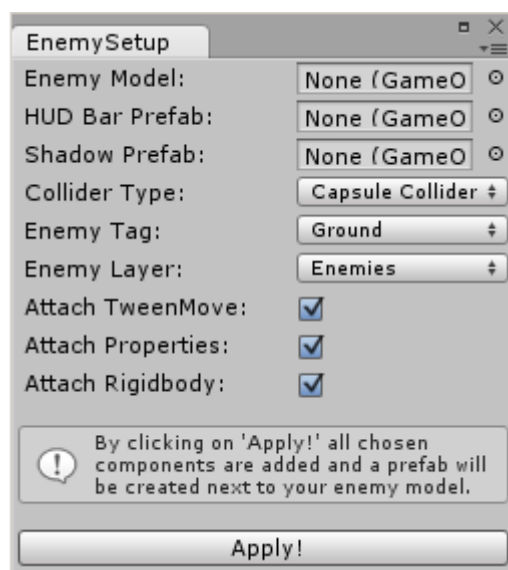 EnemySetup
Enemy Model: None (GameO
HUD Bar Prefab: None (GameO
Shadow Prefab: None (GameO
Collider Type: Capsule Collider
Enemy Tag: Ground
Enemy Layer: Enemies
Attach TweenMove:
Attach Properties:
Attach Rigidbody:
By clicking on 'Apply!' all chosen
components are added and a prefab will
be created next to your enemy model.
Apply!